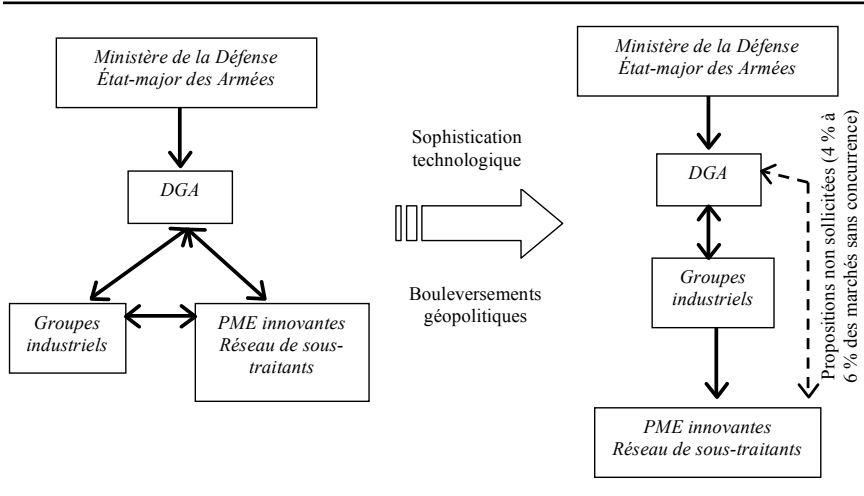 Ministère de la Défense
État-major des Armées
DGA
Groupes
industriels
PME innovantes
Réseau de sous-
traitants
Sophistication
technologique
Bouleversements
géopolitiques
Ministère de la Défense
État-major des Armées
DGA
Groupes
industriels
PME innovantes
Réseau de sous-traitants
Propositions non sollicitées (4 % à
6 % des marchés sans concurrence)